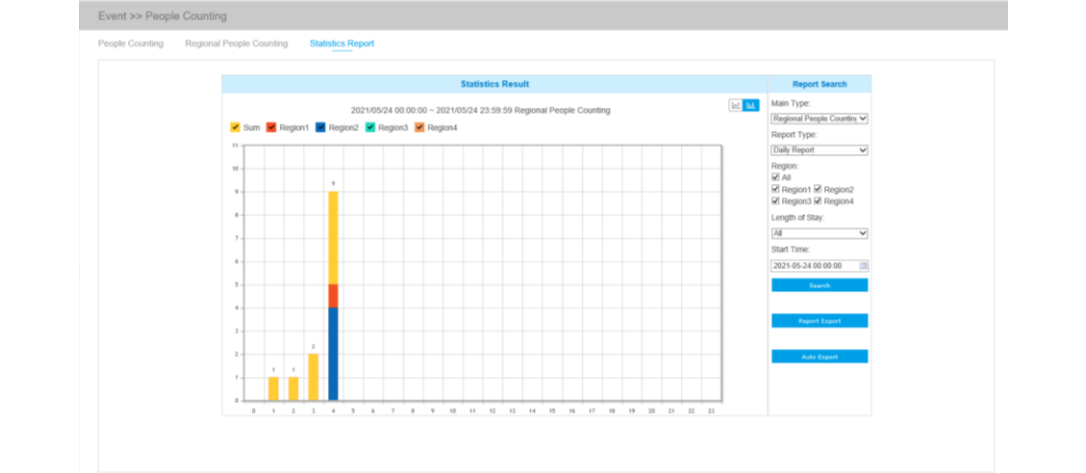 Event >> People Counting
People Counting Regional People Counting Statistics Report
Statistics Result
2021/05/24 00:00:00 ~ 2021/05/24 23:59:59 Regional People Counting
Sum Region1 Region2 Region3 Region4
11
10
9
8
7
6
5
4
3
2
1
0
9
2
1 1
0 1 2 3 4 5 6 7 8 9 10 11 12 13 14 15 16 17 18 19 20 21 22 23
Report Search
Main Type:
Regional People Counting
Report Type:
Daily Report
Region:
All
Region1 Region2
Region3 Region4
Length of Stay:
All
Start Time:
2021-05-24 00:00:00
Search
Report Export
Auto Export